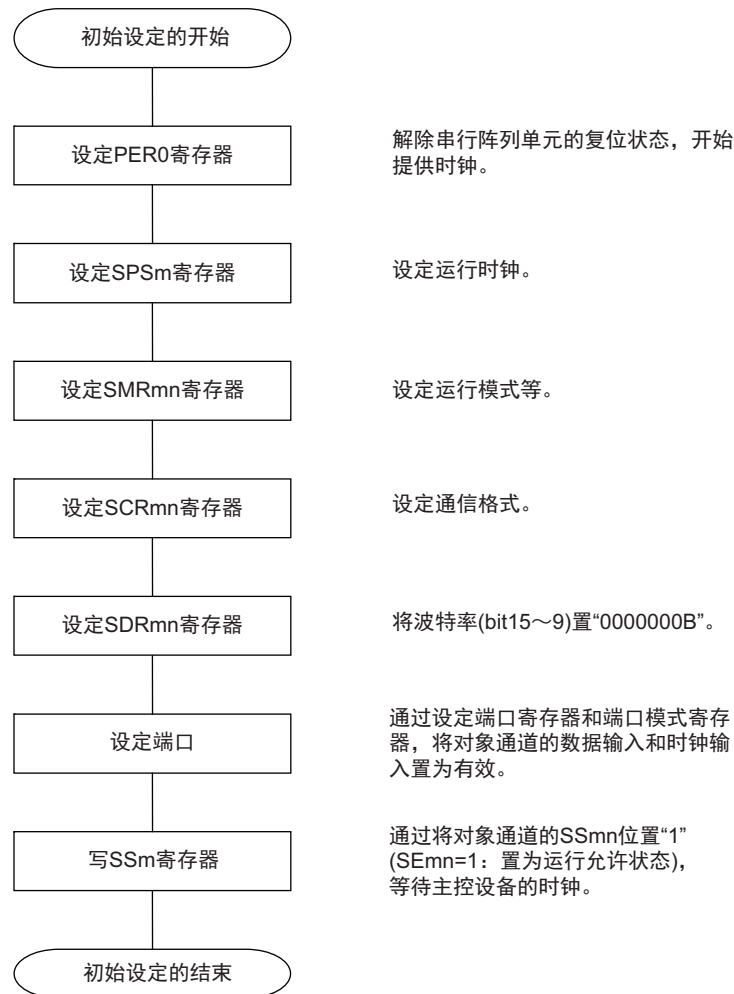 初始设定的开始
设定PER0寄存器
解除串行阵列单元的复位状态，开始
提供时钟。
设定SPSm寄存器
设定运行时钟。
设定SMRmn寄存器
设定运行模式等。
设定SCRmn寄存器
设定通信格式。
设定SDRmn寄存器
将波特率(bit15～9)置“0000000B”。
设定端口
通过设定端口寄存器和端口模式寄存
器，将对象通道的数据输入和时钟输
入置为有效。
写SSm寄存器
通过将对象通道的SSmn位置“1”
(SEmn=1：置为运行允许状态)，
等待主控设备的时钟。
初始设定的结束